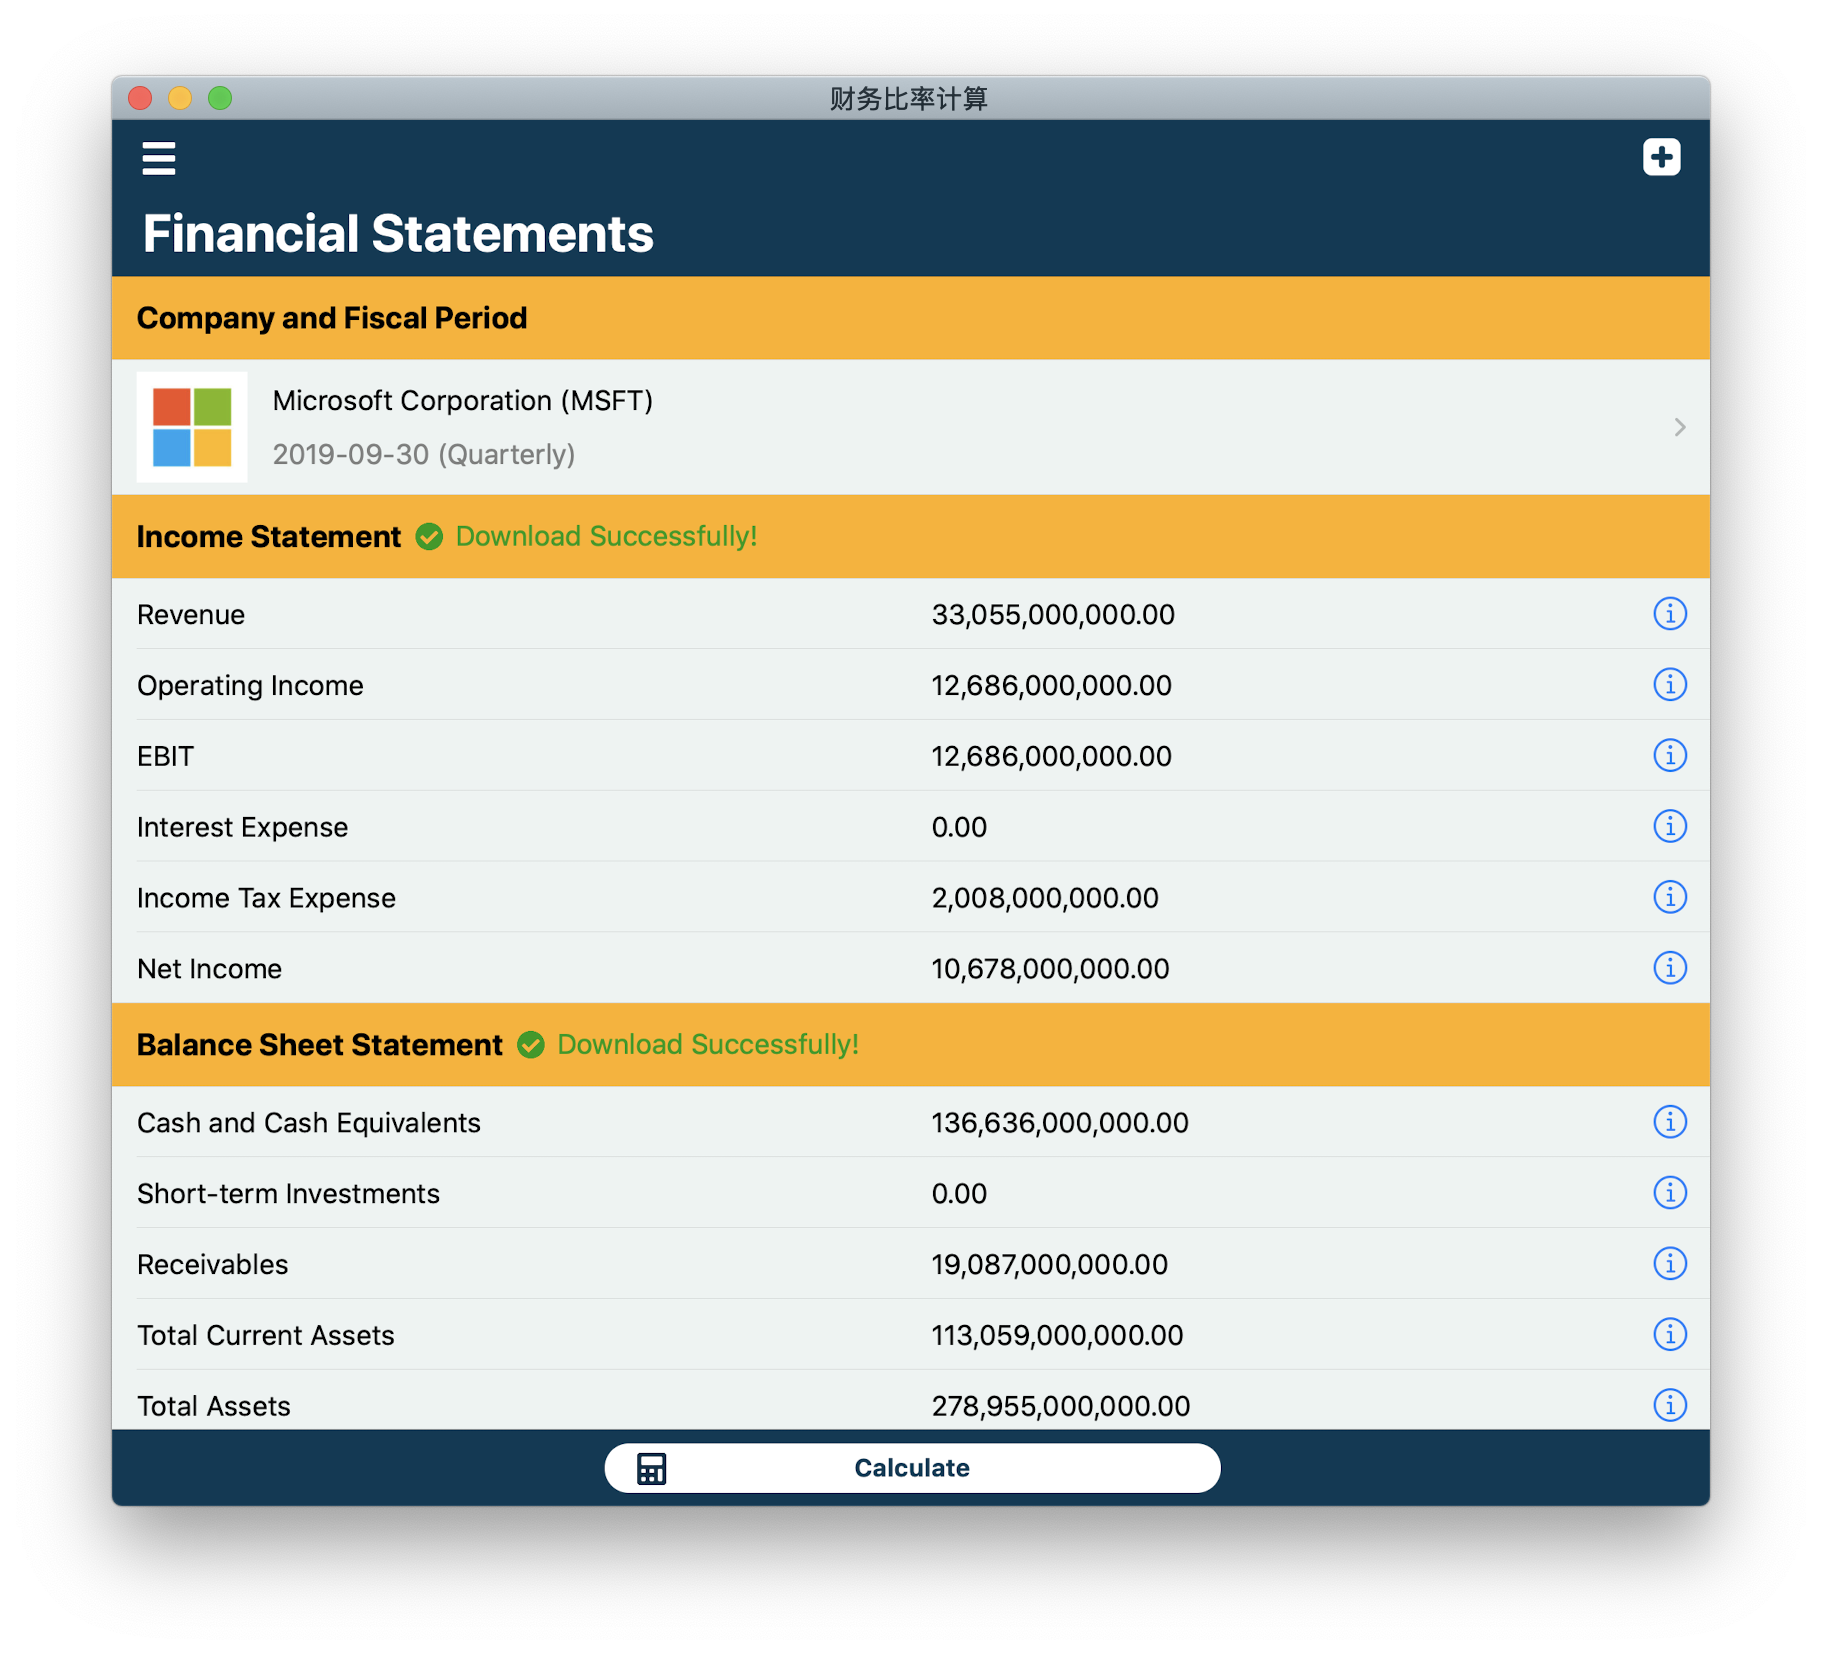 财务比率计算
Financial Statements
Company and Fiscal Period
Microsoft Corporation (MSFT)
2019-09-30 (Quarterly)
Income Statement Download Successfully!
Revenue 33,055,000,000.00
Operating Income 12,686,000,000.00
EBIT 12,686,000,000.00
Interest Expense 0.00
Income Tax Expense 2,008,000,000.00
Net Income 10,678,000,000.00
Balance Sheet Statement Download Successfully!
Cash and Cash Equivalents 136,636,000,000.00
Short-term Investments 0.00
Receivables 19,087,000,000.00
Total Current Assets 113,059,000,000.00
Total Assets 278,955,000,000.00
Calculate